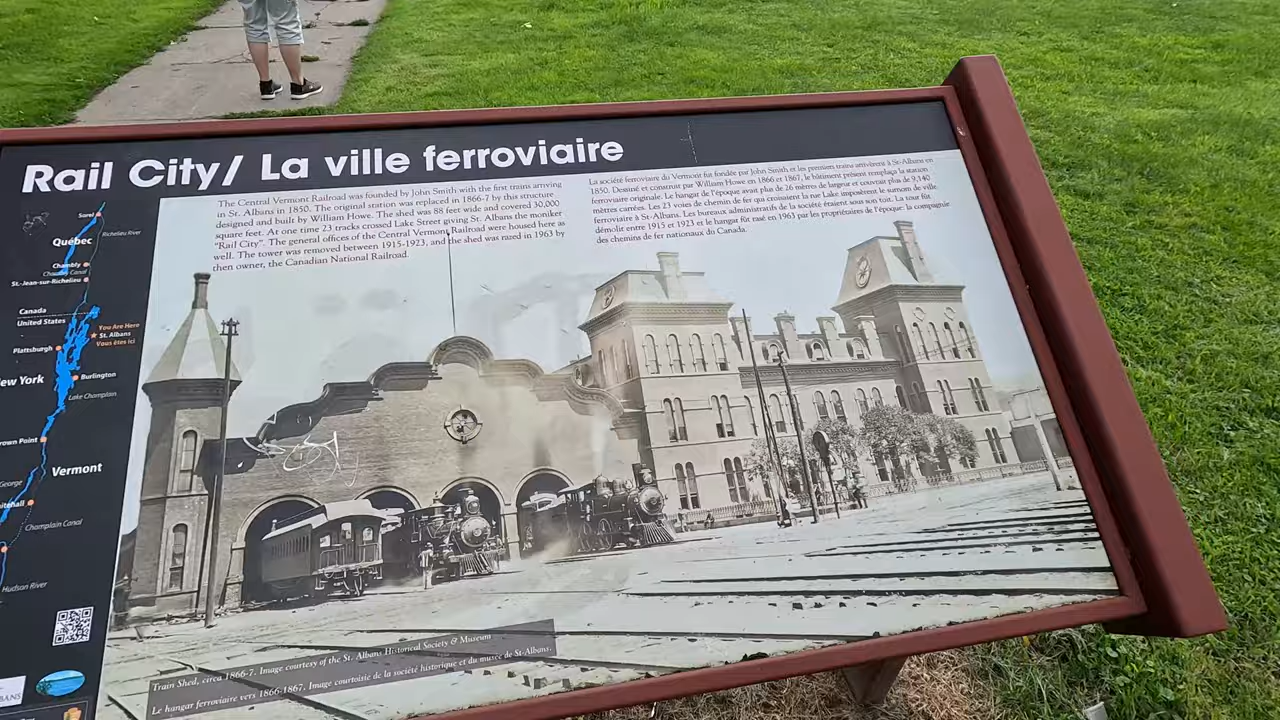 Rail City/ La ville ferroviaire
The Central Vermont Railroad was founded by John Smith with the first trains arriving
in St. Albans in 1850. The original station was replaced in 1866-7 by this structure
designed and built by William Howe. The shed was 88 feet wide and covered 30,000
square feet. At one time 23 tracks crossed Lake Street giving St. Albans the moniker
"Rail City". The general offices of the Central Vermont Railroad were housed here as
well. The tower was removed between 1915-1923, and the shed was razed in 1963 by
then owner, the Canadian National Railroad.
La société ferroviaire du Vermont fut fondée par John Smith et les premiers trains arrivèrent à St-Albans en
1850. Dessiné et construit par William Howe en 1866 et 1867, le bâtiment présent remplaça la station
ferroviaire originale. Le hangar de l'époque avait plus de 26 mètres de largeur et couvrait plus de 9,140
mètres carrées. Les 23 voies de chemin de fer qui croisaient la rue Lake imposèrent le surnom de ville
ferroviaire à St-Albans. Les bureaux administratifs de la société étaient sous son toit. La tour fut
démolit entre 1915 et 1923 et le hangar fût rasé en 1963 par les propriétaires de l'époque: la compagnie
des chemins de fer nationaux du Canada.
Sorel
Richelieu River
Québec
Chambly
Chambly Canal
St.-Jean-sur-Richelieu
Canada
United States
You Are Here
St. Albans
Vous êtes ici
Plattsburgh
ew York
Burlington
Lake Champlain
rown Point
Vermont
George
itehall
Champlain Canal
Hudson River
BANS
Train Shed, circa 1866-7. Image courtesy of the St. Albans Historical Society & Museum
Le hangar ferroviaire vers 1866-1867. Image courtoisie de la société historique et du musée de St-Albans.